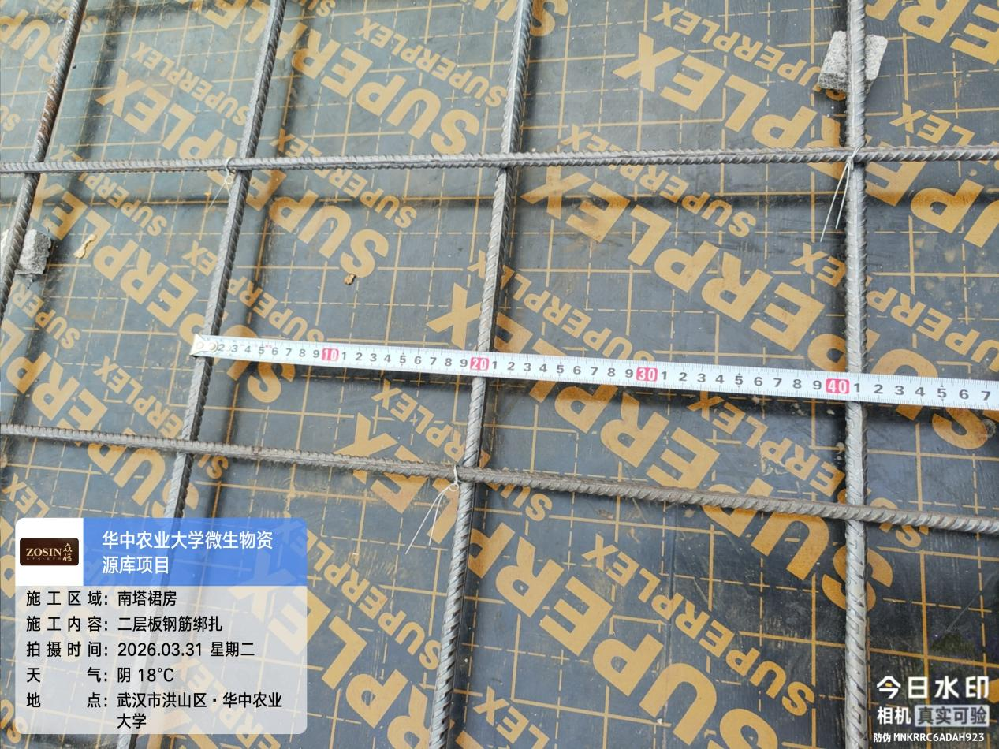 SUPERPLEX
SUPERPLEX
SUPERPLEX
SUPERPLEX
2 3 4 5 6 7 8 9 10 1 2 3 4 5 6 7 8 9 20 1 2 3 4 5 6 7 8 9 30 1 2 3 4 5 6 7 8 9 40 1 2 3 4 5 6 7
ZOSIN 众信
华中农业大学微生物资
源库项目
施工区域：南塔裙房
施工内容：二层板钢筋绑扎
拍摄时间：2026.03.31 星期二
天气：阴 18°C
地点：武汉市洪山区·华中农业
大学
今日水印
相机 真实可验
防伪 MNKRRC6ADAH923